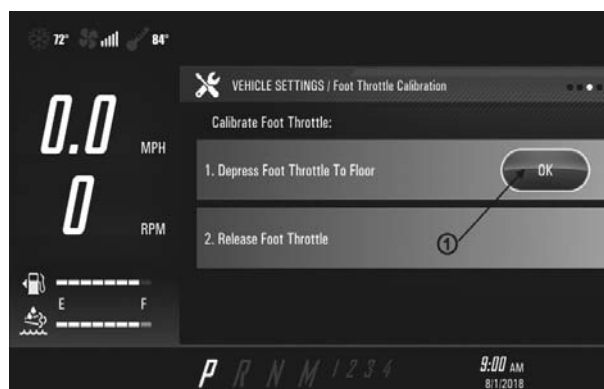 72° 84°
VEHICLE SETTINGS / Foot Throttle Calibration
Calibrate Foot Throttle:
0.0 MPH
1. Depress Foot Throttle To Floor OK
0 RPM
2. Release Foot Throttle
1
E F
P R N M 1 2 3 4
9:00 AM
8/1/2018